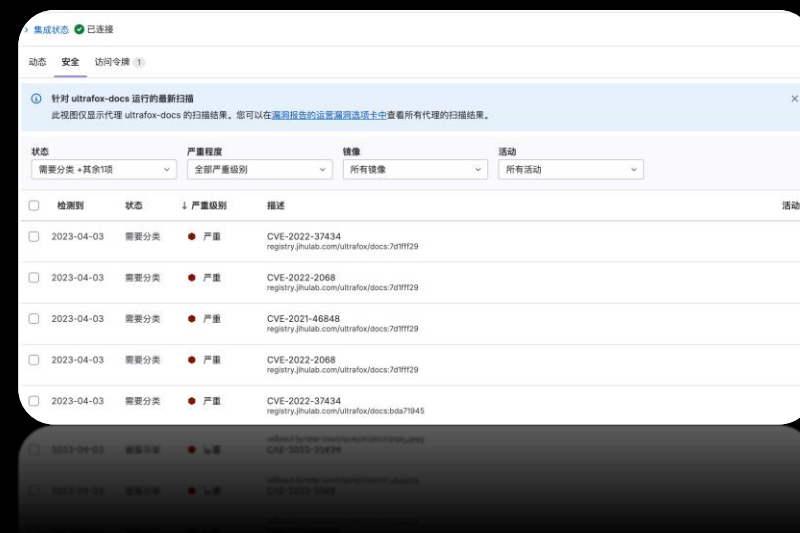 › 集成状态 已连接
动态 安全 访问令牌 1
针对 ultrafox-docs 运行的最新扫描
此视图仅显示代理 ultrafox-docs 的扫描结果。您可以在漏洞报告的运营漏洞选项卡中查看所有代理的扫描结果。
状态 严重程度 镜像 活动
需要分类 +其余1项 全部严重级别 所有镜像 所有活动
检测到 状态 ↓ 严重级别 描述 活动
2023-04-03 需要分类 严重 CVE-2022-37434
registry.jihulab.com/ultrafox/docs:7d1fff29
2023-04-03 需要分类 严重 CVE-2022-2068
registry.jihulab.com/ultrafox/docs:7d1fff29
2023-04-03 需要分类 严重 CVE-2021-46848
registry.jihulab.com/ultrafox/docs:7d1fff29
2023-04-03 需要分类 严重 CVE-2022-2068
registry.jihulab.com/ultrafox/docs:7d1fff29
2023-04-03 需要分类 严重 CVE-2022-37434
registry.jihulab.com/ultrafox/docs:bda71945